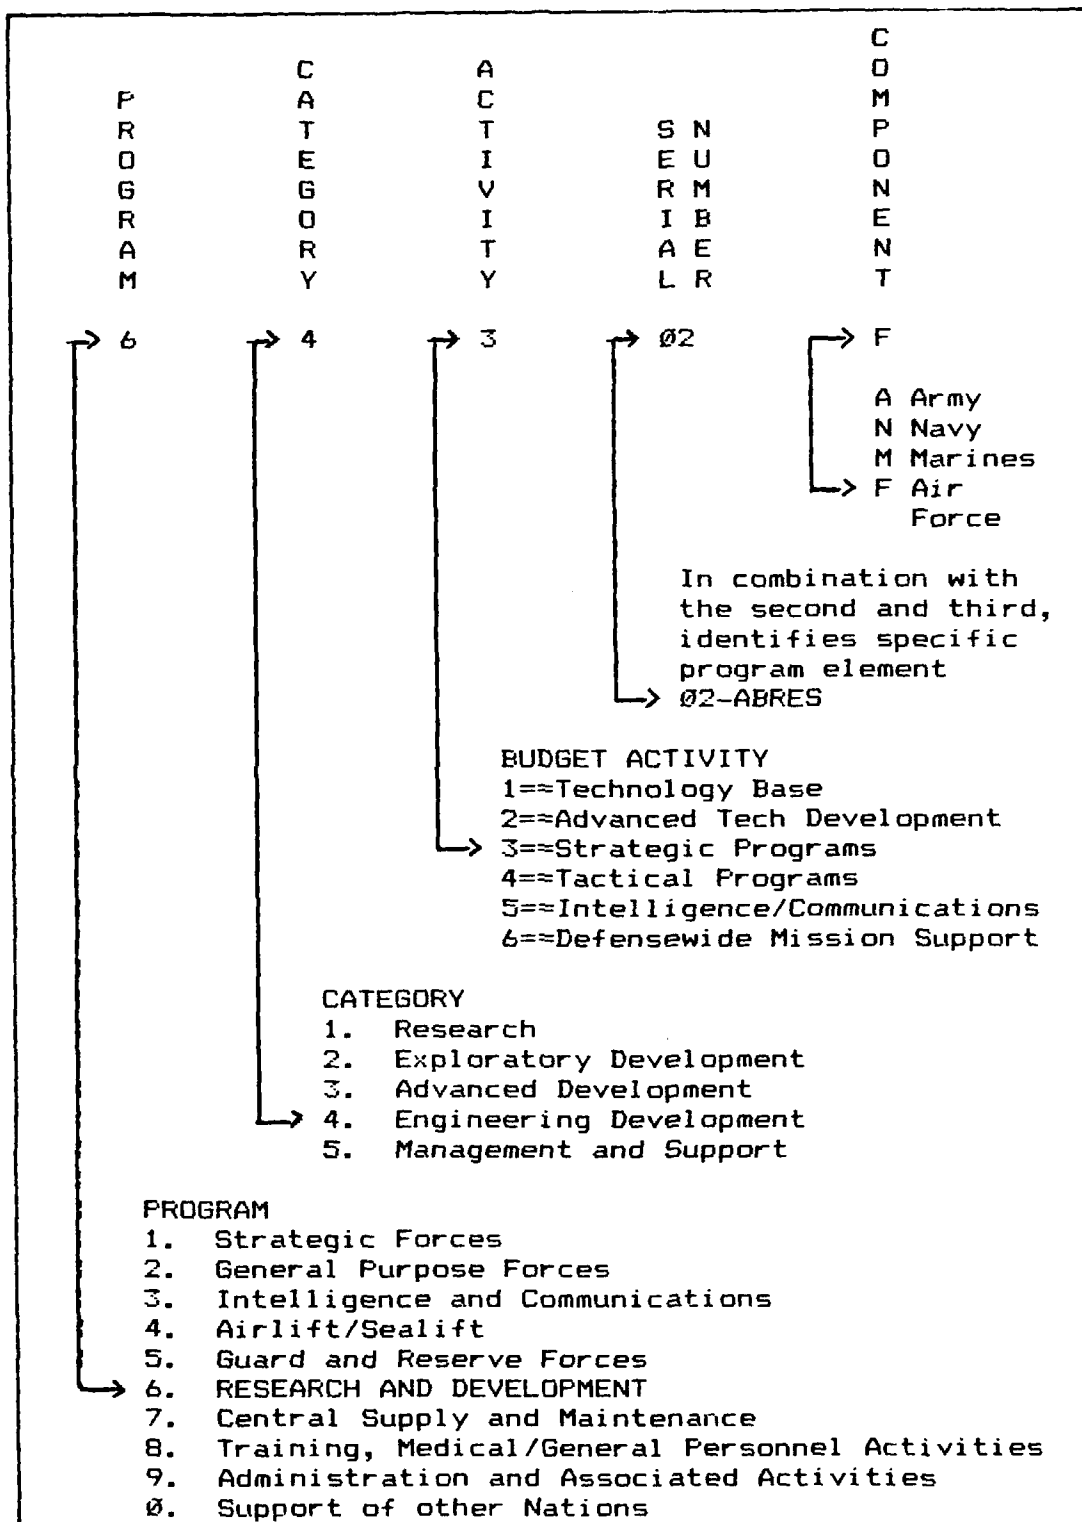 PROGRAM
CATEGORY
ACTIVITY
SERIAL
NUMBER
COMPONENT
6 4 3 Ø2 F
A Army
N Navy
M Marines
F Air
Force
In combination with
the second and third,
identifies specific
program element
Ø2-ABRES
BUDGET ACTIVITY
1==Technology Base
2==Advanced Tech Development
3==Strategic Programs
4==Tactical Programs
5==Intelligence/Communications
6==Defensewide Mission Support
CATEGORY
1. Research
2. Exploratory Development
3. Advanced Development
4. Engineering Development
5. Management and Support
PROGRAM
1. Strategic Forces
2. General Purpose Forces
3. Intelligence and Communications
4. Airlift/Sealift
5. Guard and Reserve Forces
6. RESEARCH AND DEVELOPMENT
7. Central Supply and Maintenance
8. Training, Medical/General Personnel Activities
9. Administration and Associated Activities
Ø. Support of other Nations